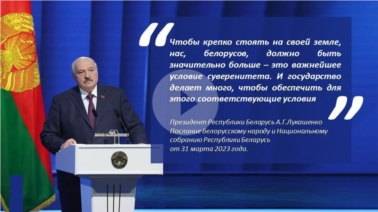 Чтобы крепко стоять на своей земле,
нас, белорусов, должно быть
значительно больше – это важнейшее
условие суверенитета. И государство
делает много, чтобы обеспечить для
этого соответствующие условия
Президент Республики Беларусь А.Г.Лукашенко
Послание белорусскому народу и Национальному
собранию Республики Беларусь
от 31 марта 2023 года.